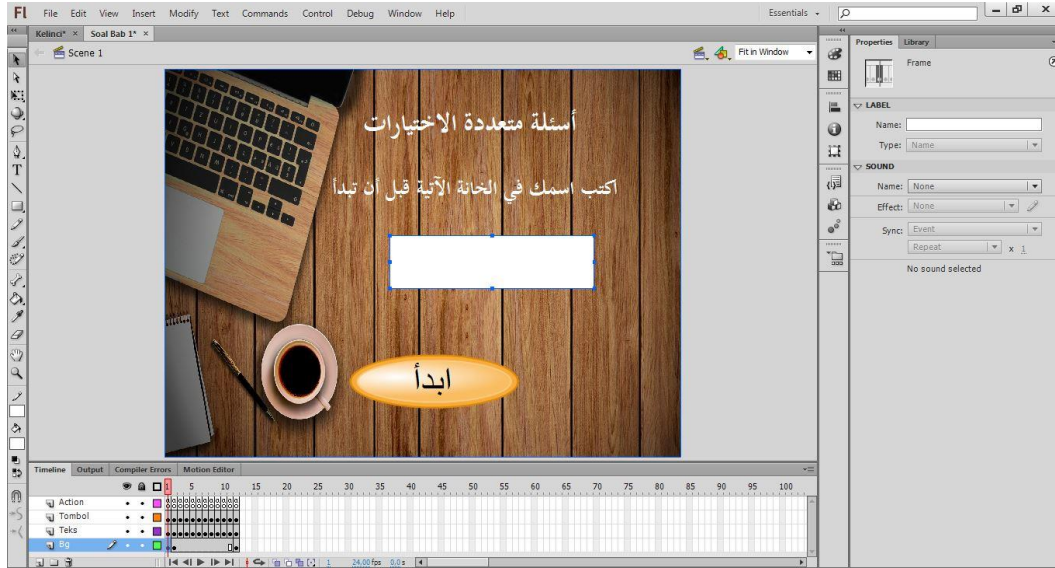 Fl File Edit View Insert Modify Text Commands Control Debug Window Help Essentials
Kelinci* × Soal Bab 1* ×
Scene 1 Fit in Window
أسئلة متعددة الاختيارات
اكتب اسمك في الخانة الآتية قبل أن تبدأ
ابدأ
Properties Library
Frame
LABEL
Name:
Type: Name
SOUND
Name: None
Effect: None
Sync: Event
Repeat x 1
No sound selected
Timeline Output Compiler Errors Motion Editor
1 5 10 15 20 25 30 35 40 45 50 55 60 65 70 75 80 85 90 95 100
Action
Tombol
Teks
Bg
1 24.00 fps 0.0 s